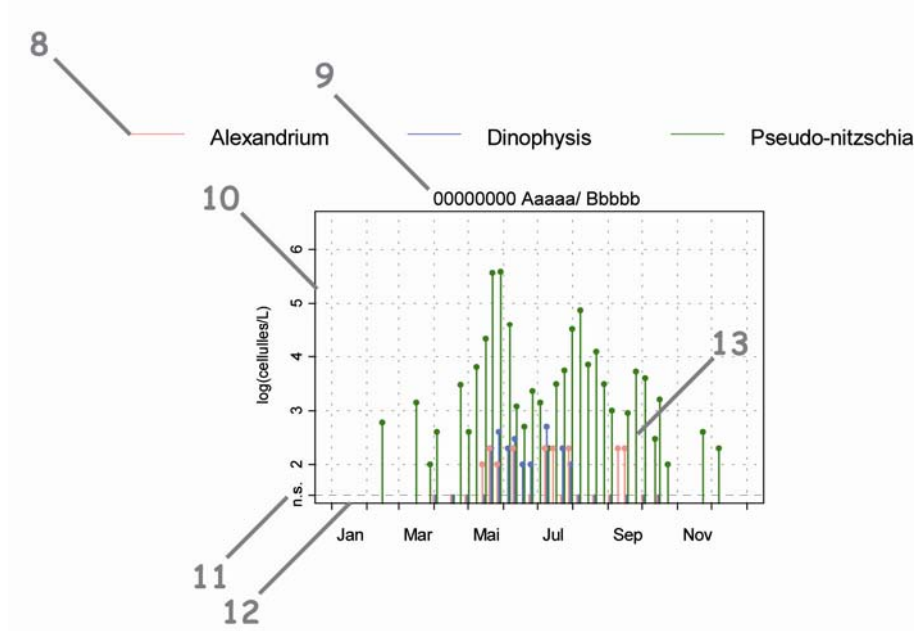 8
9
Alexandrium Dinophysis Pseudo-nitzschia
10
00000000 Aaaaa/ Bbbbb
6
5
4
3
2
n.s.
log(cellulles/L)
13
Jan Mar Mai Jul Sep Nov
11
12